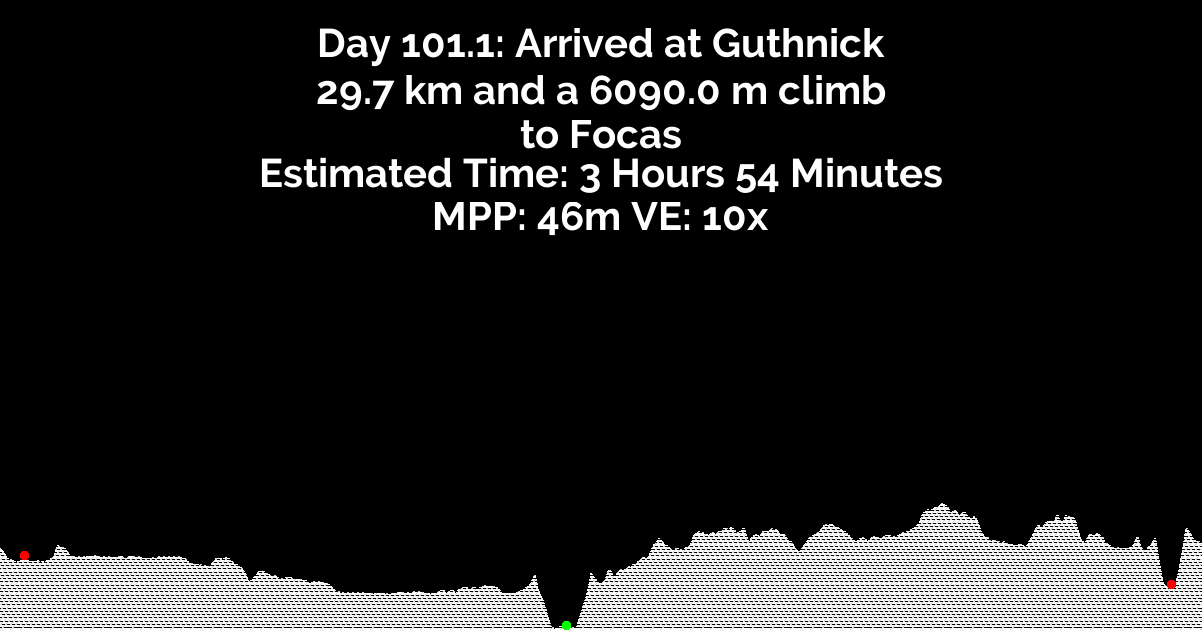 Day 101.1: Arrived at Guthnick
29.7 km and a 6090.0 m climb
to Focas
Estimated Time: 3 Hours 54 Minutes
MPP: 46m VE: 10x